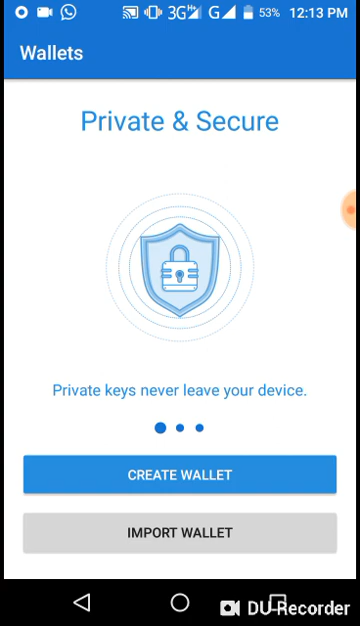 3G H+ G 53% 12:13 PM
Wallets
Private & Secure
Private keys never leave your device.
CREATE WALLET
IMPORT WALLET
DU Recorder